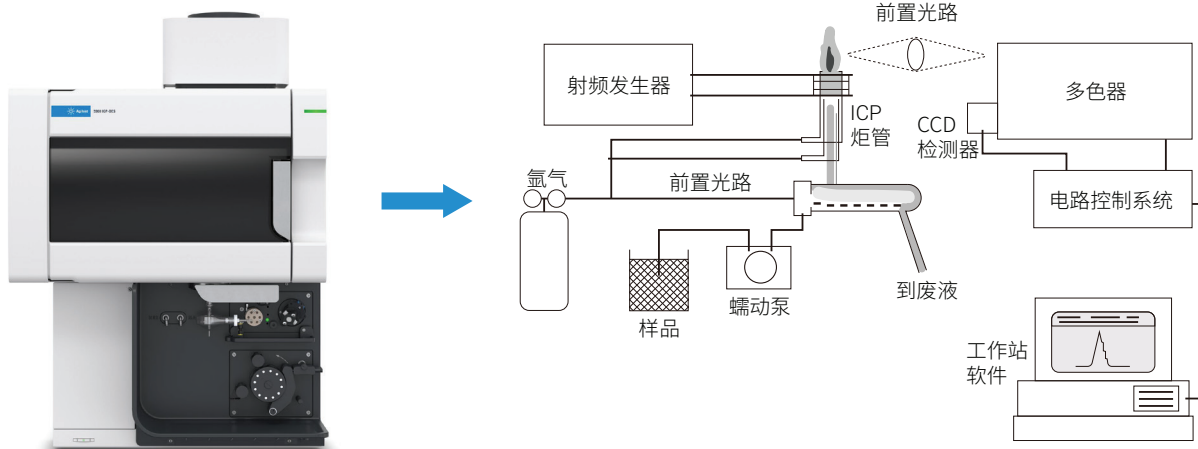 Agilent
前置光路
射频发生器
多色器
ICP
炬管
CCD
检测器
氩气
前置光路
电路控制系统
到废液
样品
蠕动泵
工作站
软件